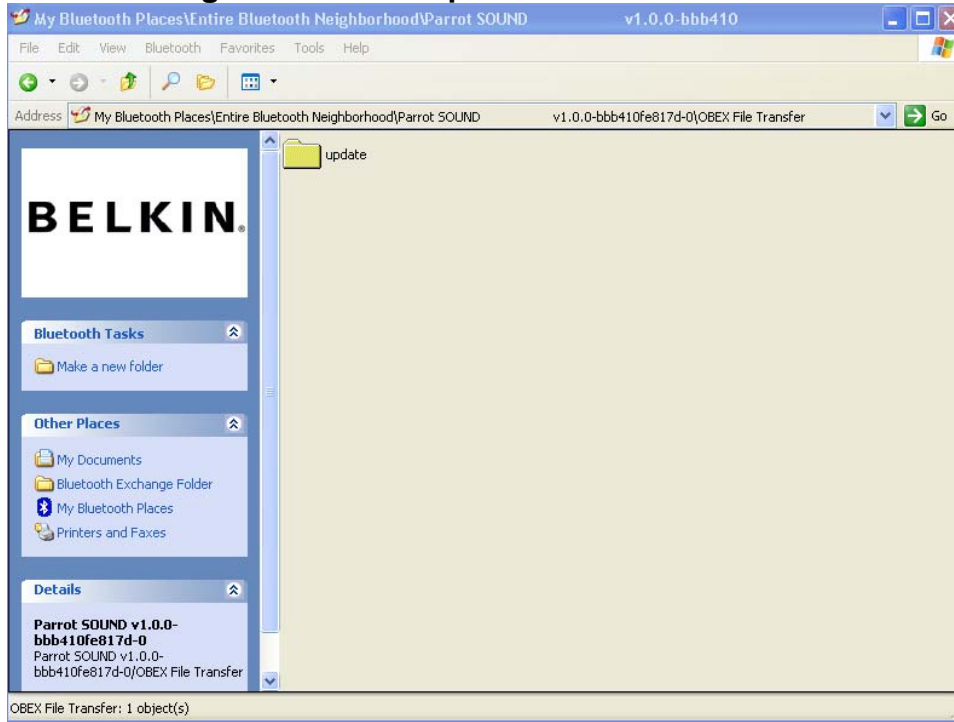 My Bluetooth Places\Entire Bluetooth Neighborhood\Parrot SOUND v1.0.0-bbb410
File Edit View Bluetooth Favorites Tools Help
Address My Bluetooth Places\Entire Bluetooth Neighborhood\Parrot SOUND v1.0.0-bbb410fe817d-0\OBEX File Transfer Go
update
BELKIN®
Bluetooth Tasks
Make a new folder
Other Places
My Documents
Bluetooth Exchange Folder
My Bluetooth Places
Printers and Faxes
Details
Parrot SOUND v1.0.0-
bbb410fe817d-0
Parrot SOUND v1.0.0-
bbb410fe817d-0/OBEX File Transfer
OBEX File Transfer: 1 object(s)